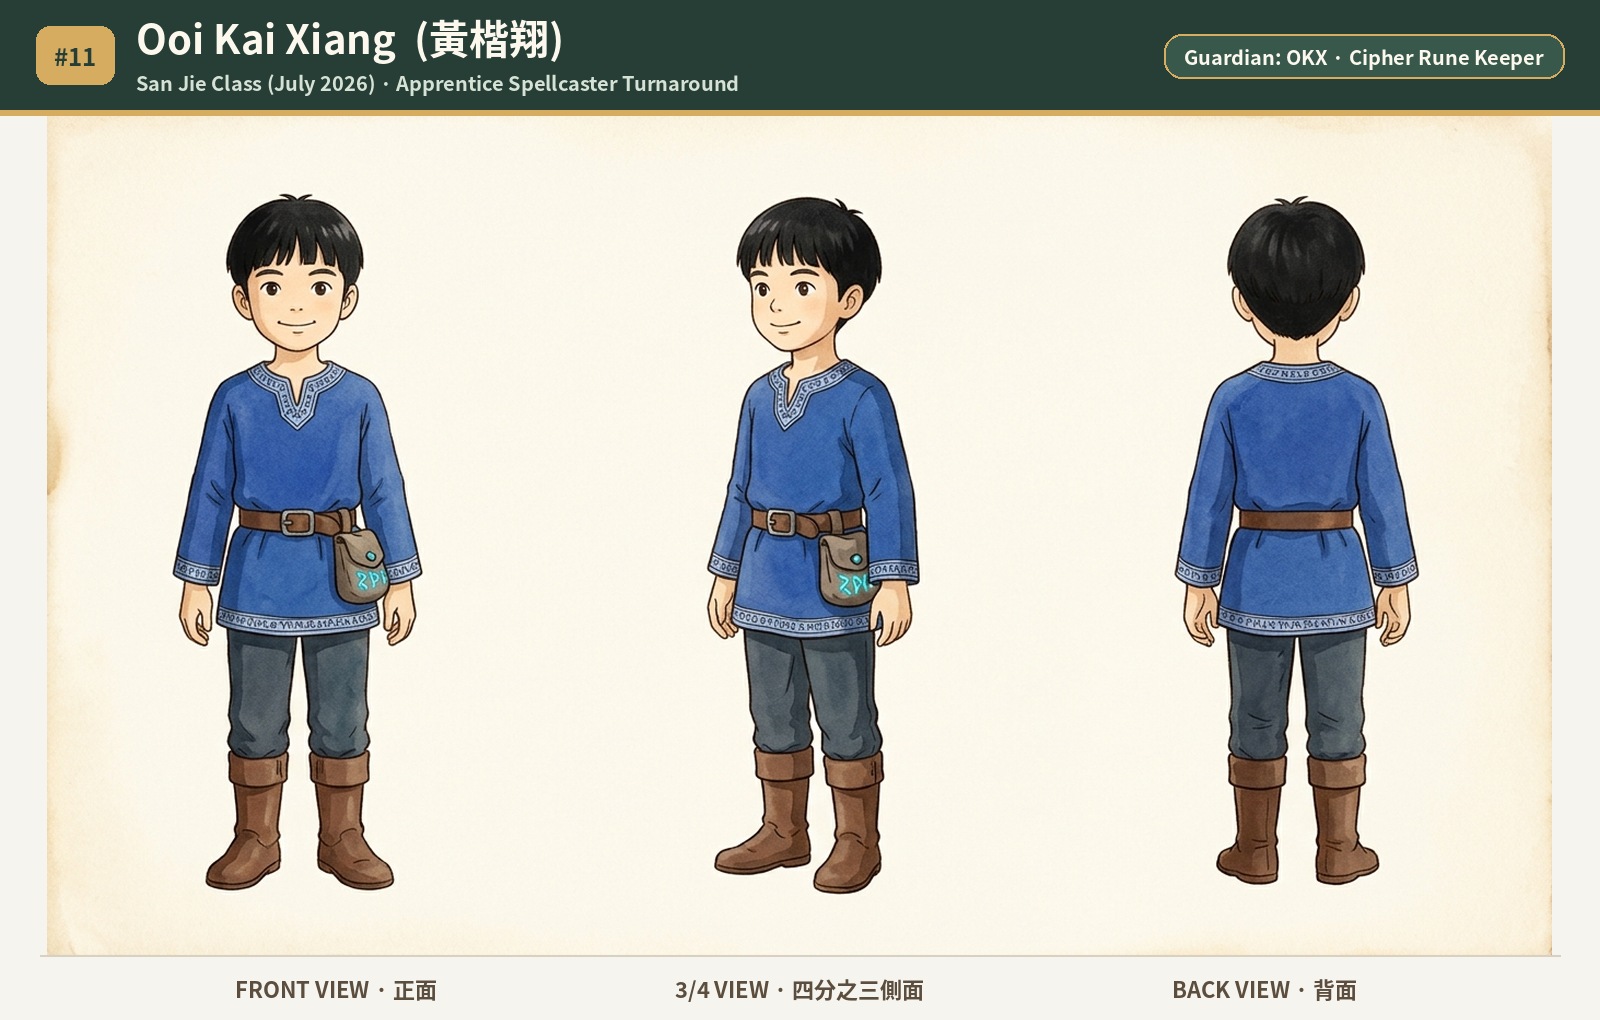 #11
Ooi Kai Xiang (黃楷翔)
San Jie Class (July 2026) · Apprentice Spellcaster Turnaround
Guardian: OKX · Cipher Rune Keeper
FRONT VIEW · 正面
3/4 VIEW · 四分之三側面
BACK VIEW · 背面